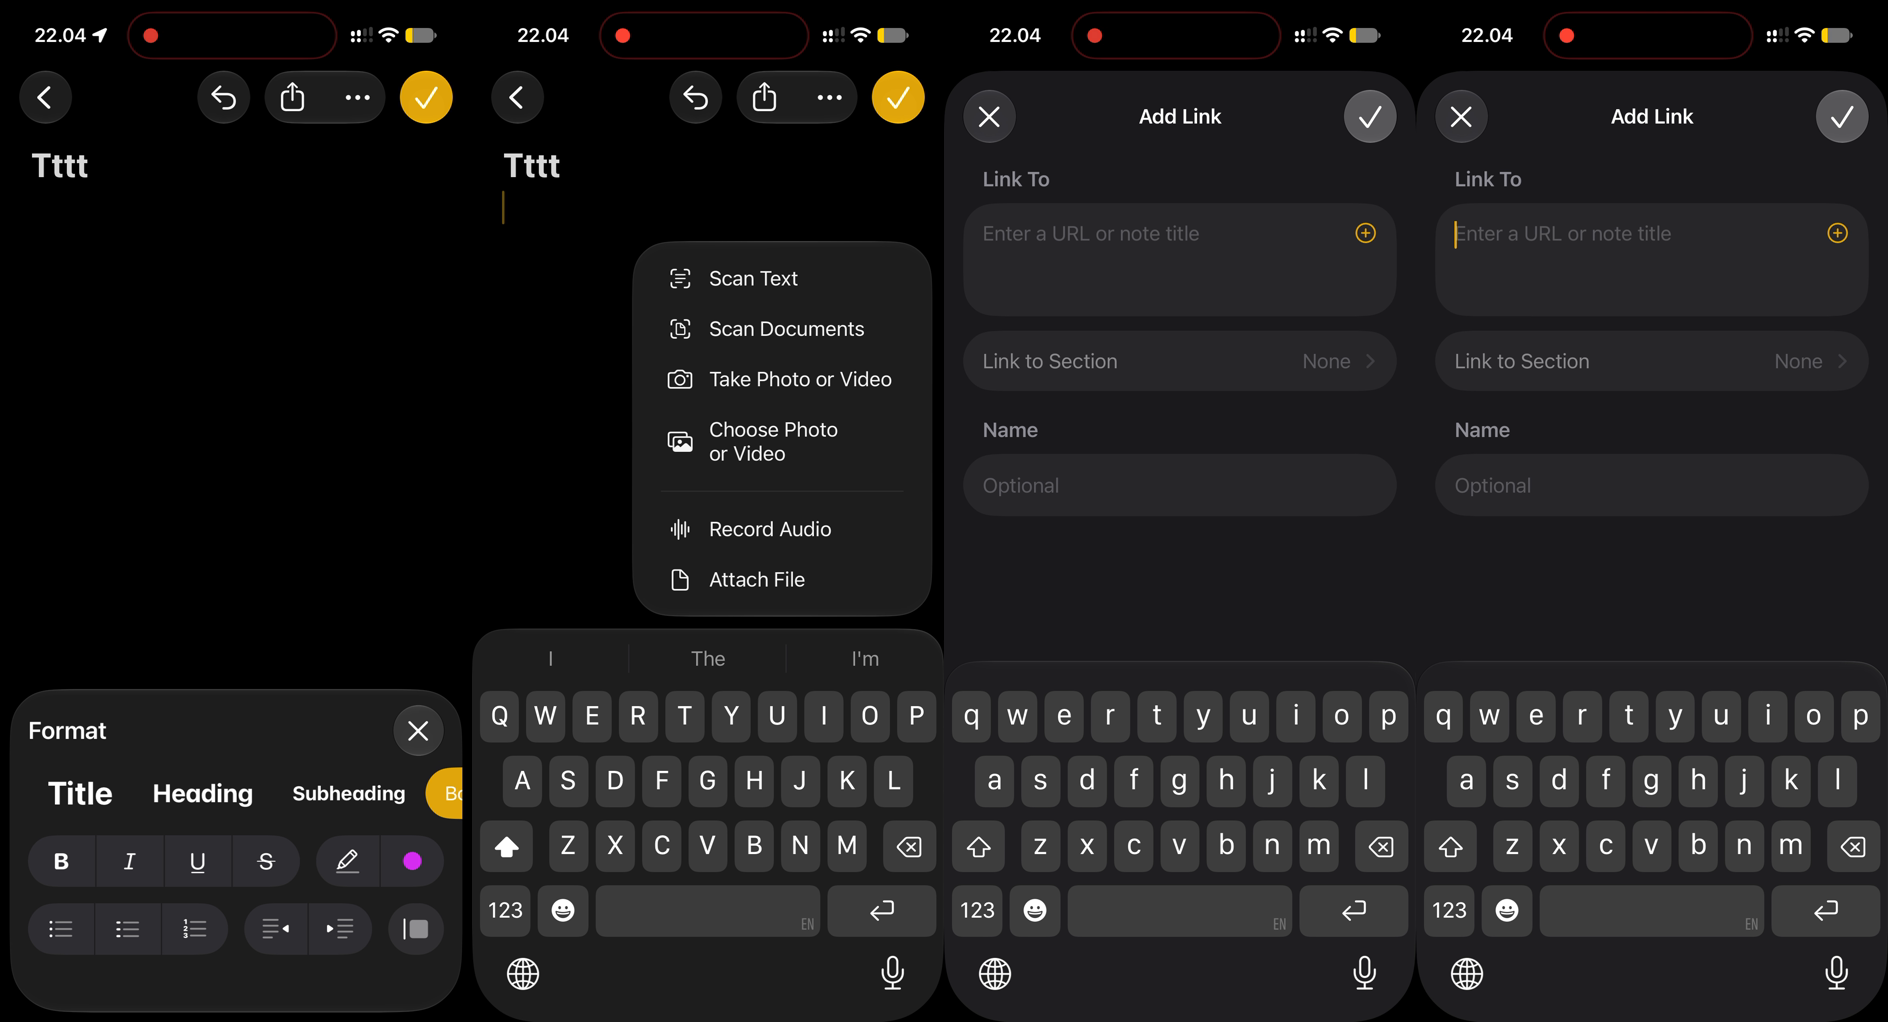 22.04
Tttt
Format
Title Heading Subheading Bo
B I U S
1
2
3
22.04
Tttt
Scan Text
Scan Documents
Take Photo or Video
Choose Photo
or Video
Record Audio
Attach File
I The I'm
Q W E R T Y U I O P
A S D F G H J K L
Z X C V B N M
123 EN
22.04
Add Link
Link To
Enter a URL or note title
Link to Section None
Name
Optional
q w e r t y u i o p
a s d f g h j k l
z x c v b n m
123 EN
22.04
Add Link
Link To
Enter a URL or note title
Link to Section None
Name
Optional
q w e r t y u i o p
a s d f g h j k l
z x c v b n m
123 EN